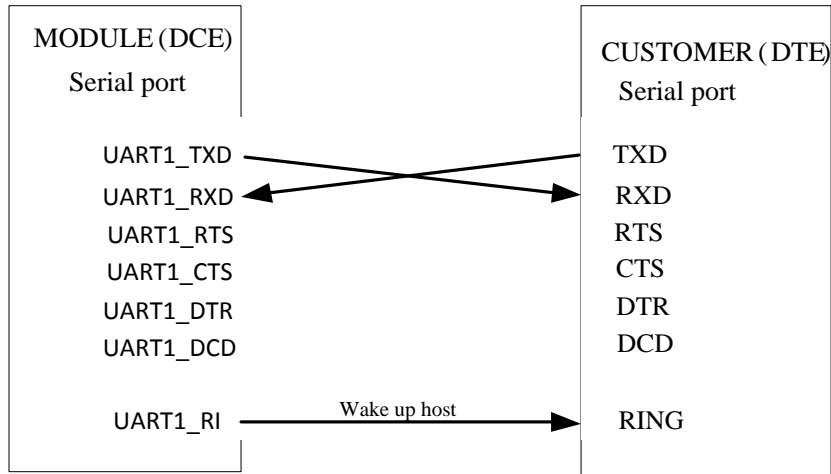 MODULE (DCE)
Serial port
UART1_TXD
UART1_RXD
UART1_RTS
UART1_CTS
UART1_DTR
UART1_DCD
UART1_RI
Wake up host
CUSTOMER ( DTE)
Serial port
TXD
RXD
RTS
CTS
DTR
DCD
RING